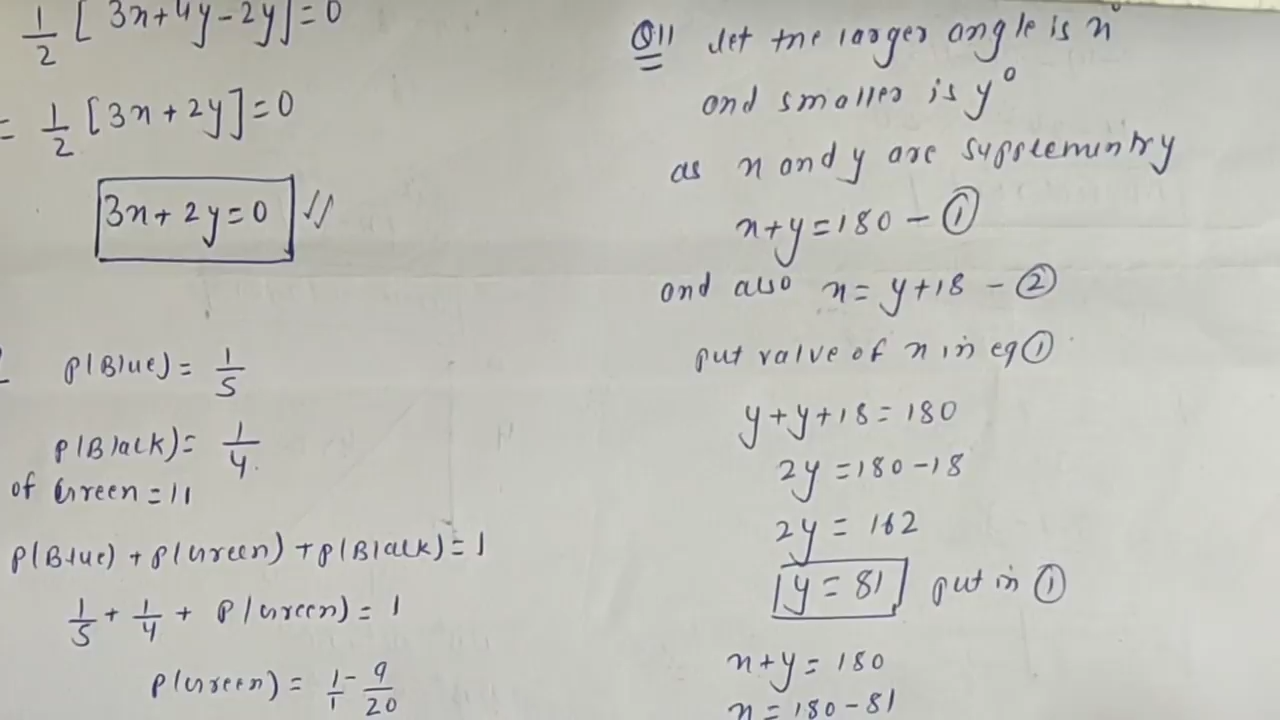 1/2 [ 3x+4y-2y]=0
= 1/2 [3x+2y]=0
3x+2y=0 //
P(Blue)= 1/5
P(Black)= 1/4.
of Green=11
P(Blue)+P(Green)+P(Black)=1
1/5 + 1/4 + P(Green)=1
P(Green)= 1/1 - 9/20
Q11 let the larger angle is x°
and smaller is y°
as x and y are supplemintry
x+y=180 - ①
and also x= y+18 - ②
put value of x in eq ①
y+y+18=180
2y=180-18
2y=162
y=81 put in ①
x+y=180
x=180-81